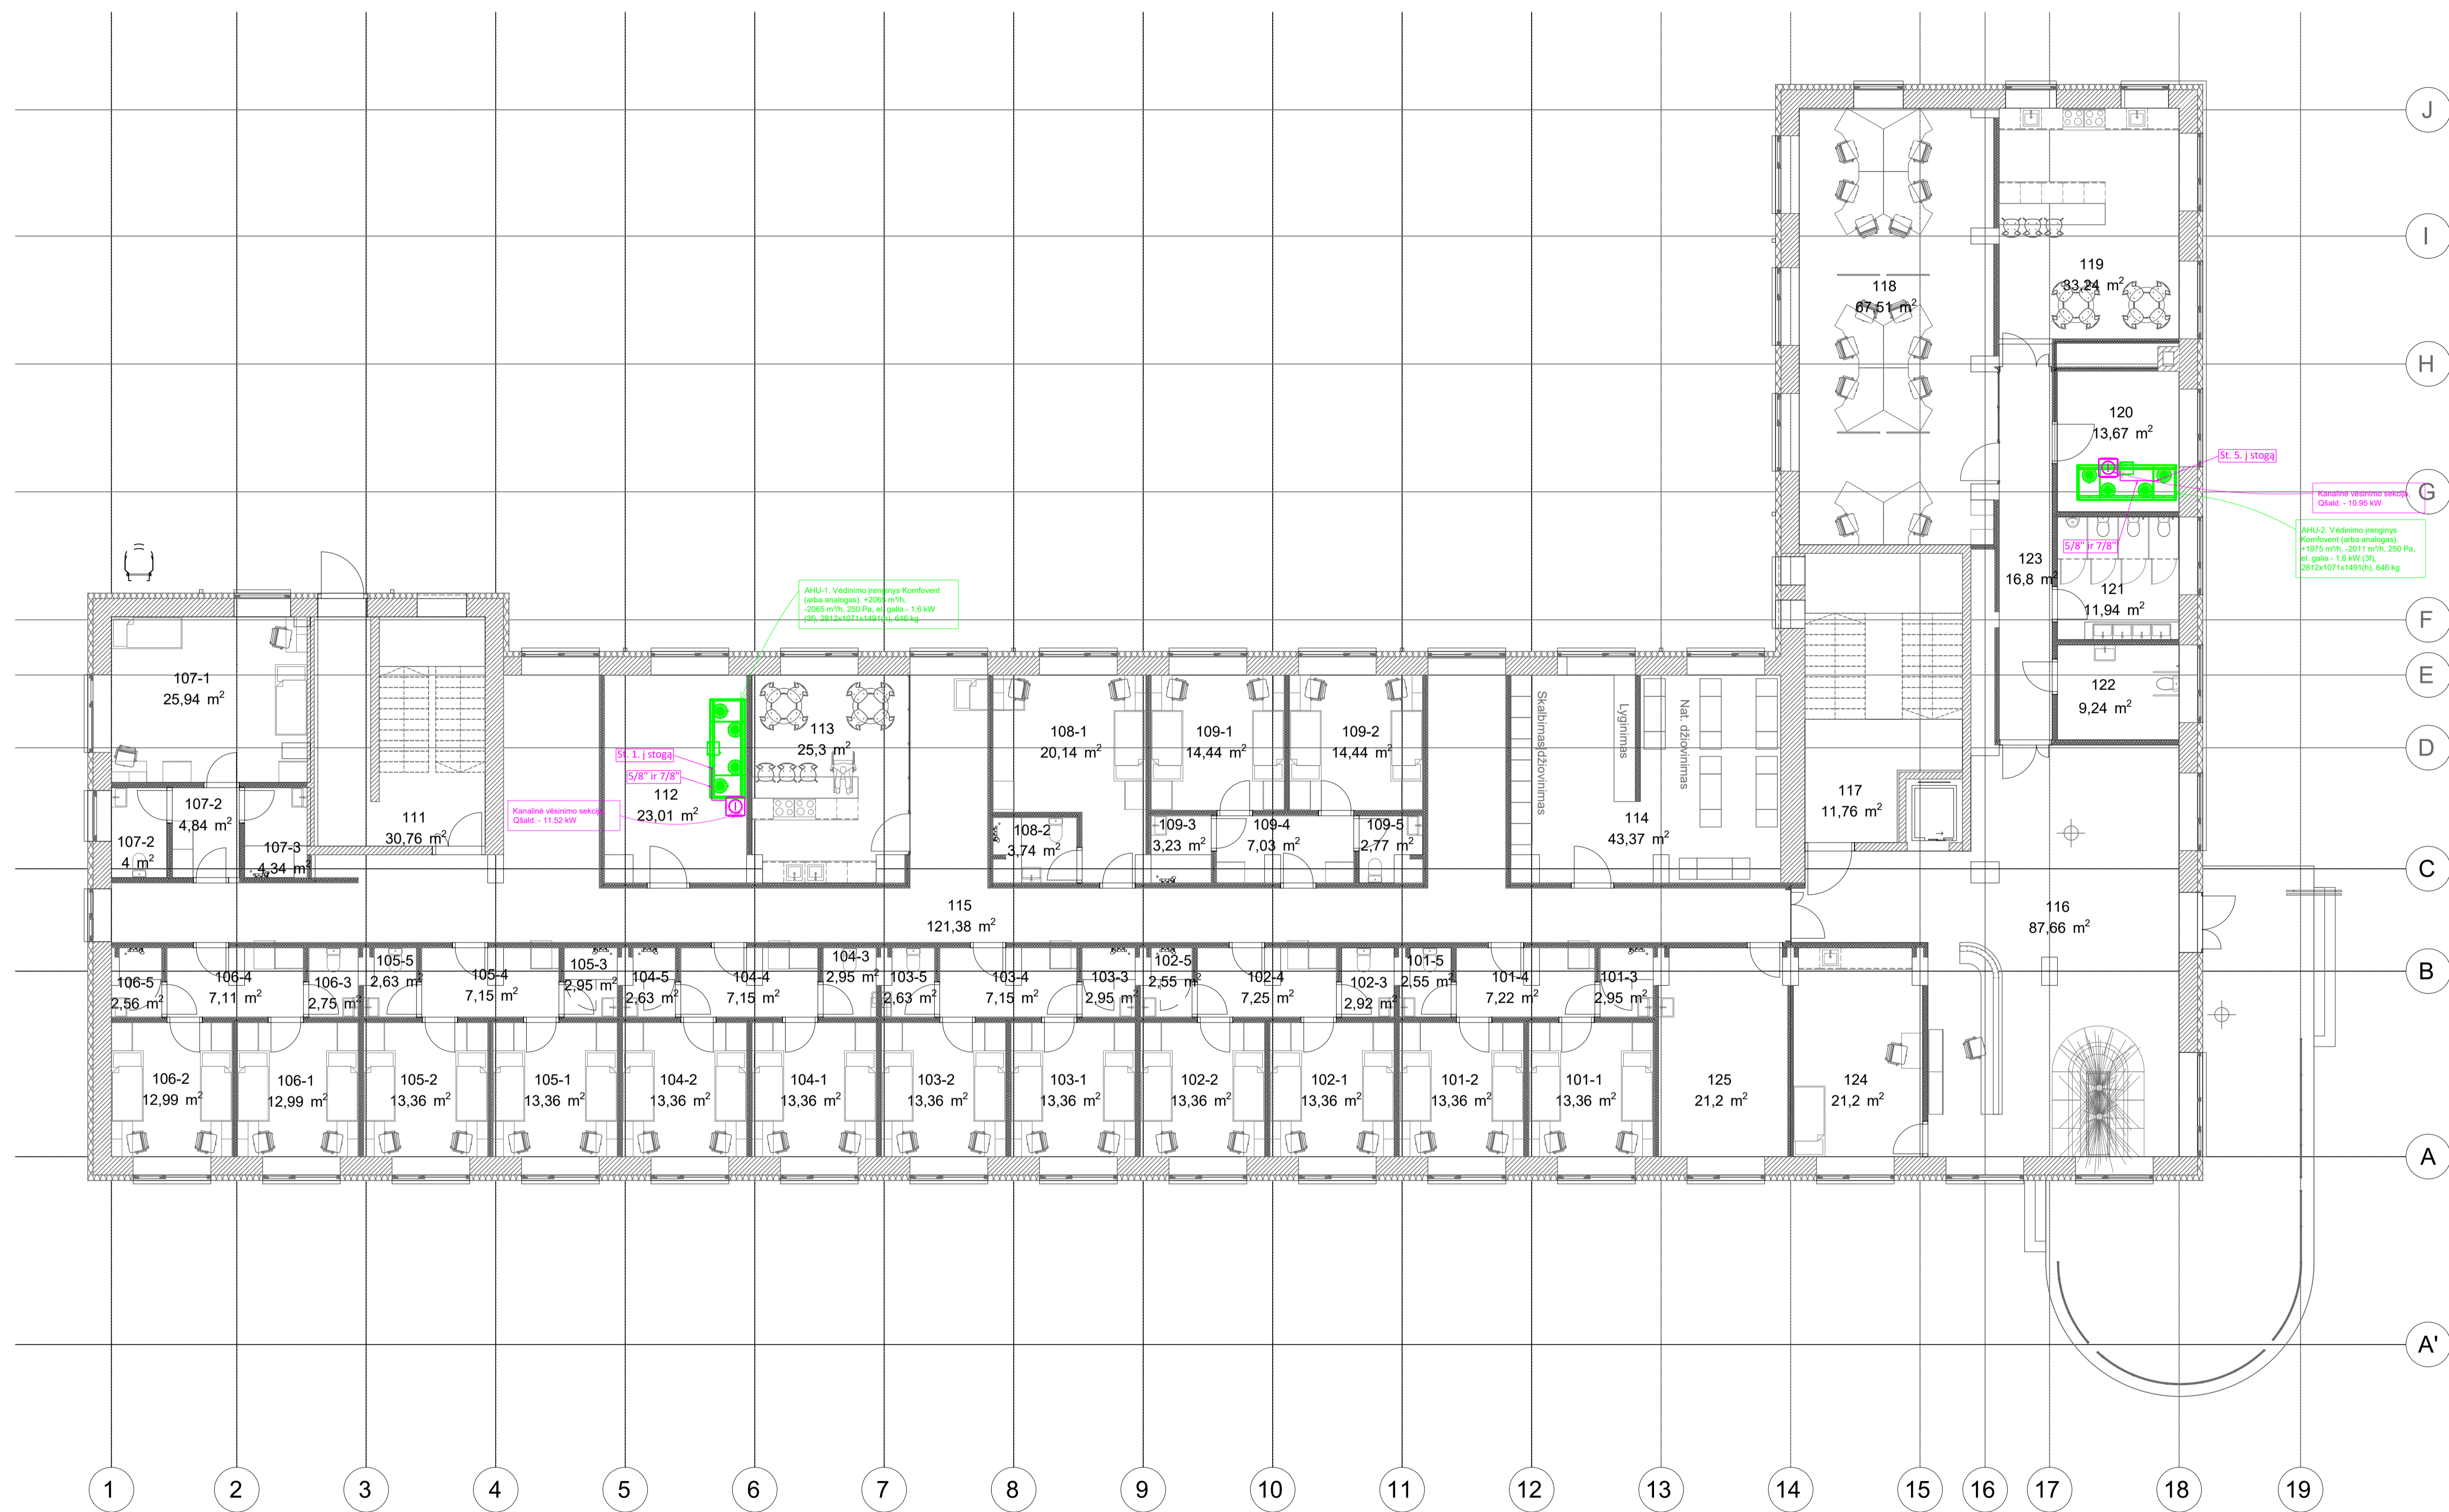 J
I
119
33,24 m²
118
67,51 m²
H
120
13,67 m²
St. 5. į stogą
G
Kanalinė vėsinimo sekcija.
Qšald. - 10.95 kW
AHU-2. Vėdinimo įrenginys
Komfovent (arba analogas).
+1975 m³/h, -2011 m³/h, 250 Pa,
el. galia - 1.6 kW (3f),
2812x1071x1491(h), 646 kg
5/8" ir 7/8"
123
16,8 m²
121
11,94 m²
AHU-1. Vėdinimo įrenginys Komfovent
(arba analogas). +2065 m³/h,
-2065 m³/h, 250 Pa, el. galia - 1.6 kW
(3f), 2812x1071x1491(h), 646 kg
F
E
107-1
25,94 m²
122
9,24 m²
113
25,3 m²
108-1
20,14 m²
109-1
14,44 m²
109-2
14,44 m²
Skalbimas/džiovinimas
Lyginimas
Nat. džiovinimas
D
St. 1. į stogą
5/8" ir 7/8"
112
23,01 m²
Kanalinė vėsinimo sekcija.
Qšald. - 11.52 kW
117
11,76 m²
107-2
4,84 m²
111
30,76 m²
107-2
4 m²
107-3
4,34 m²
108-2
3,74 m²
109-3
3,23 m²
109-4
7,03 m²
109-5
2,77 m²
114
43,37 m²
C
115
121,38 m²
116
87,66 m²
B
106-5
2,56 m²
106-4
7,11 m²
106-3
2,75 m²
105-5
2,63 m²
105-4
7,15 m²
105-3
2,95 m²
104-5
2,63 m²
104-4
7,15 m²
104-3
2,95 m²
103-5
2,63 m²
103-4
7,15 m²
103-3
2,95 m²
102-5
2,55 m²
102-4
7,25 m²
102-3
2,92 m²
101-5
2,55 m²
101-4
7,22 m²
101-3
2,95 m²
106-2
12,99 m²
106-1
12,99 m²
105-2
13,36 m²
105-1
13,36 m²
104-2
13,36 m²
104-1
13,36 m²
103-2
13,36 m²
103-1
13,36 m²
102-2
13,36 m²
102-1
13,36 m²
101-2
13,36 m²
101-1
13,36 m²
125
21,2 m²
124
21,2 m²
A
A'
1 2 3 4 5 6 7 8 9 10 11 12 13 14 15 16 17 18 19